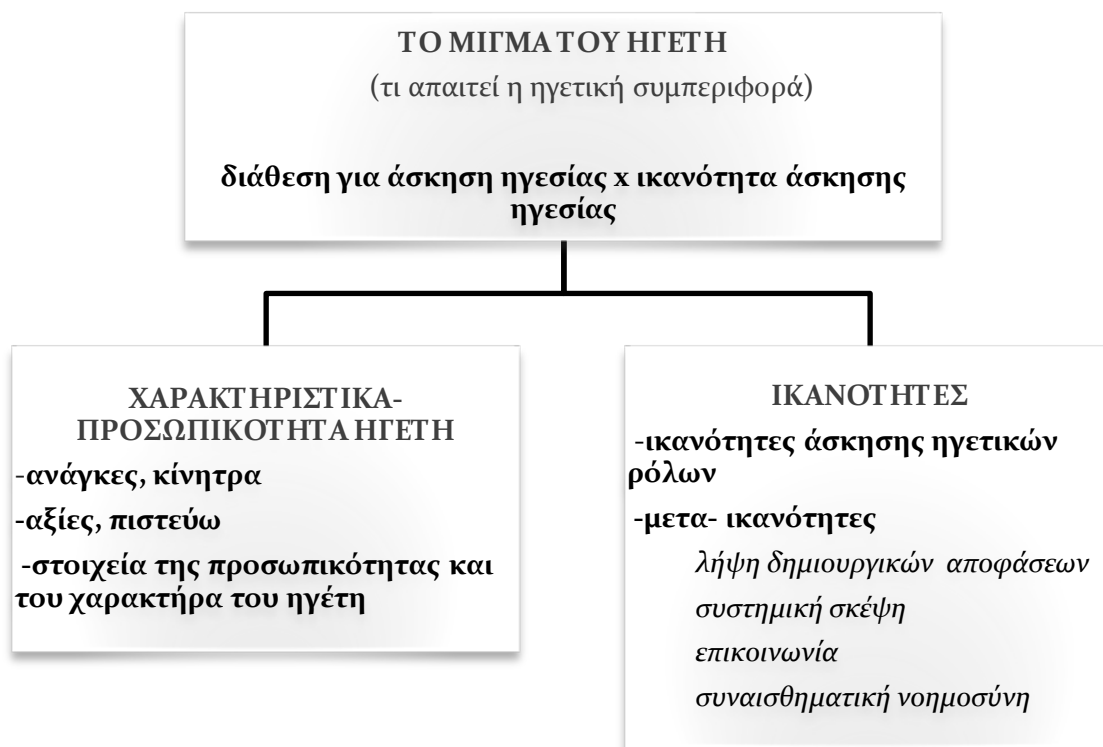 ΤΟ ΜΙΓΜΑ ΤΟΥ ΗΓΕΤΗ
(τι απαιτεί η ηγετική συμπεριφορά)
διάθεση για άσκηση ηγεσίας x ικανότητα άσκησης
ηγεσίας
ΧΑΡΑΚΤΗΡΙΣΤΙΚΑ-
ΠΡΟΣΩΠΙΚΟΤΗΤΑ ΗΓΕΤΗ
-ανάγκες, κίνητρα
-αξίες, πιστεύω
-στοιχεία της προσωπικότητας και
του χαρακτήρα του ηγέτη
ΙΚΑΝΟΤΗΤΕΣ
-ικανότητες άσκησης ηγετικών
ρόλων
-μετα- ικανότητες
λήψη δημιουργικών αποφάσεων
συστημική σκέψη
επικοινωνία
συναισθηματική νοημοσύνη